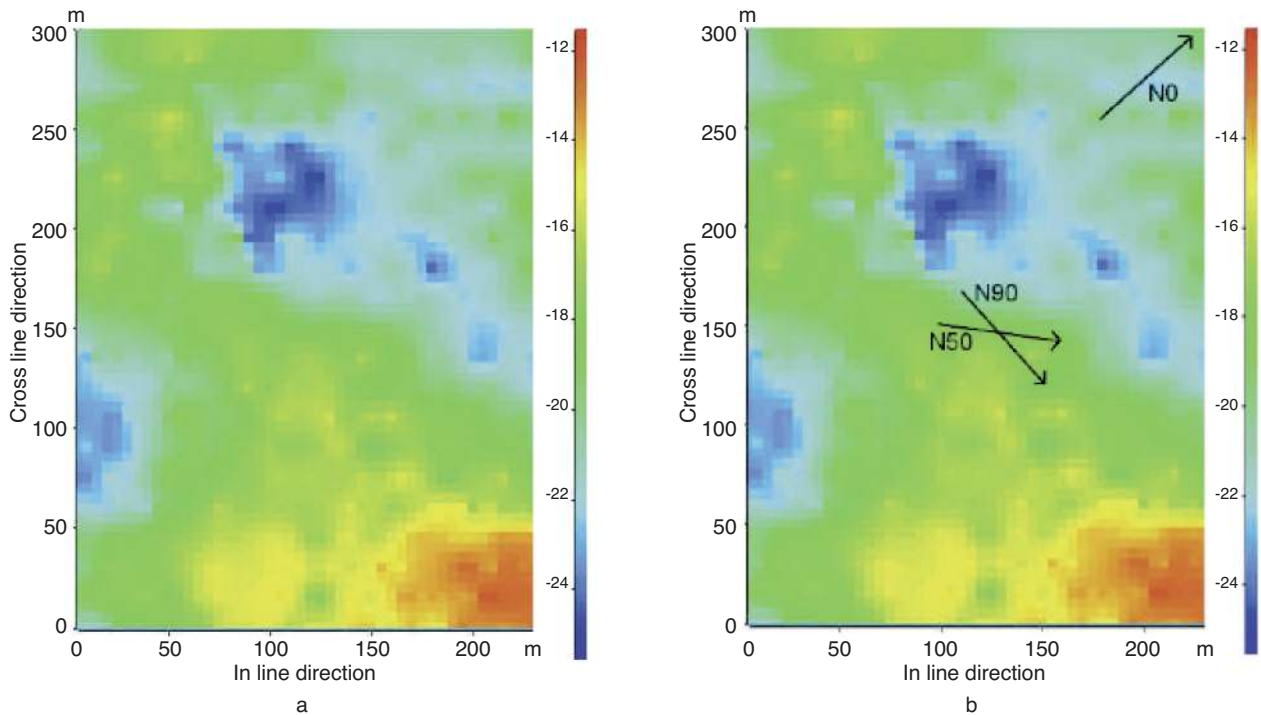 m
300
250
200
150
100
50
0
Cross line direction
0 50 100 150 200 m
In line direction
-12
-14
-16
-18
-20
-22
-24
a
m
300
250
200
150
100
50
0
Cross line direction
0 50 100 150 200 m
In line direction
N0
N90
N50
-12
-14
-16
-18
-20
-22
-24
b